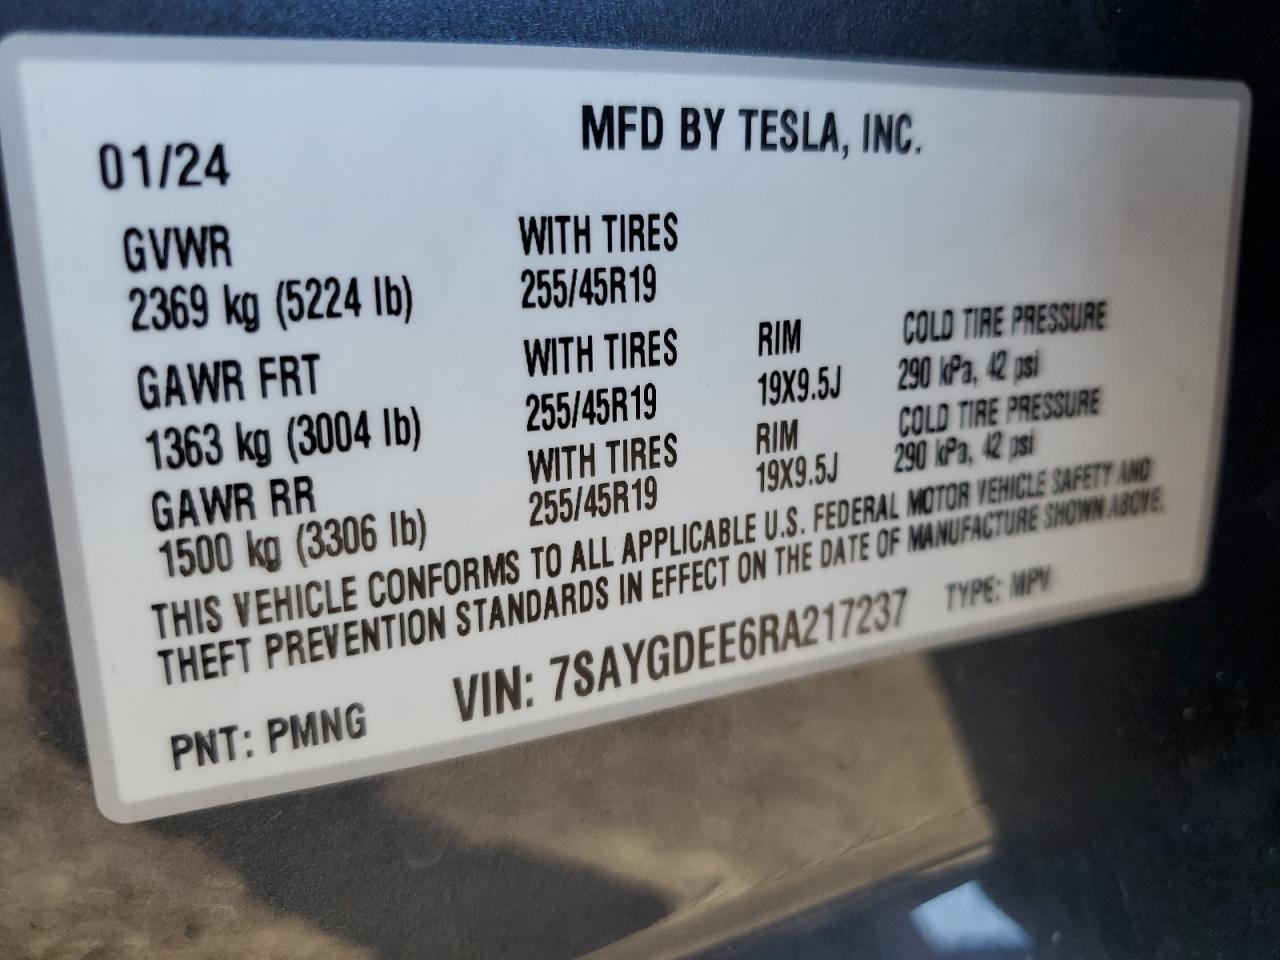 MFD BY TESLA, INC.
01/24
GVWR WITH TIRES
2369 kg (5224 lb) 255/45R19
GAWR FRT WITH TIRES RIM COLD TIRE PRESSURE
1363 kg (3004 lb) 255/45R19 19X9.5J 290 kPa, 42 psi
GAWR RR WITH TIRES RIM COLD TIRE PRESSURE
1500 kg (3306 lb) 255/45R19 19X9.5J 290 kPa, 42 psi
THIS VEHICLE CONFORMS TO ALL APPLICABLE U.S. FEDERAL MOTOR VEHICLE SAFETY AND
THEFT PREVENTION STANDARDS IN EFFECT ON THE DATE OF MANUFACTURE SHOWN ABOVE.
PNT: PMNG VIN: 7SAYGDEE6RA217237 TYPE: MPV